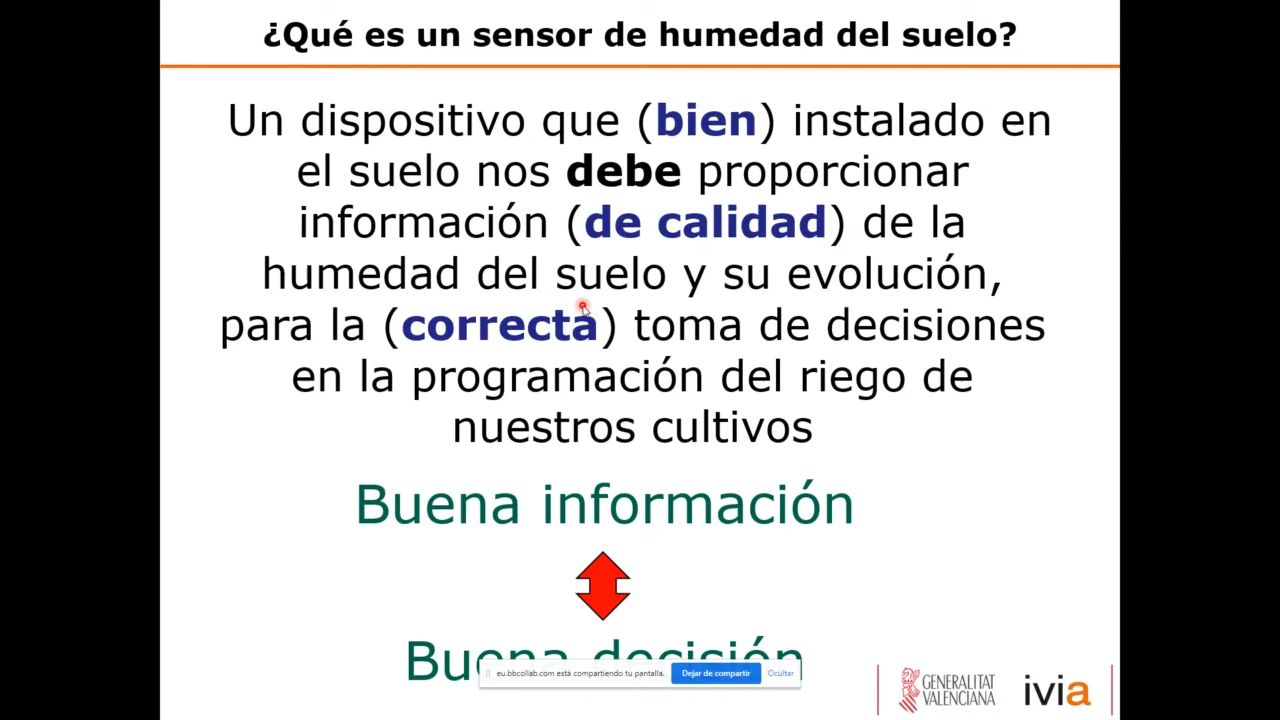 ¿Qué es un sensor de humedad del suelo?
Un dispositivo que (bien) instalado en
el suelo nos debe proporcionar
información (de calidad) de la
humedad del suelo y su evolución,
para la (correcta) toma de decisiones
en la programación del riego de
nuestros cultivos
Buena información
Buena decisión
eu.bbcollab.com está compartiendo tu pantalla.
Dejar de compartir
Ocultar
GENERALITAT
VALENCIANA
ivia